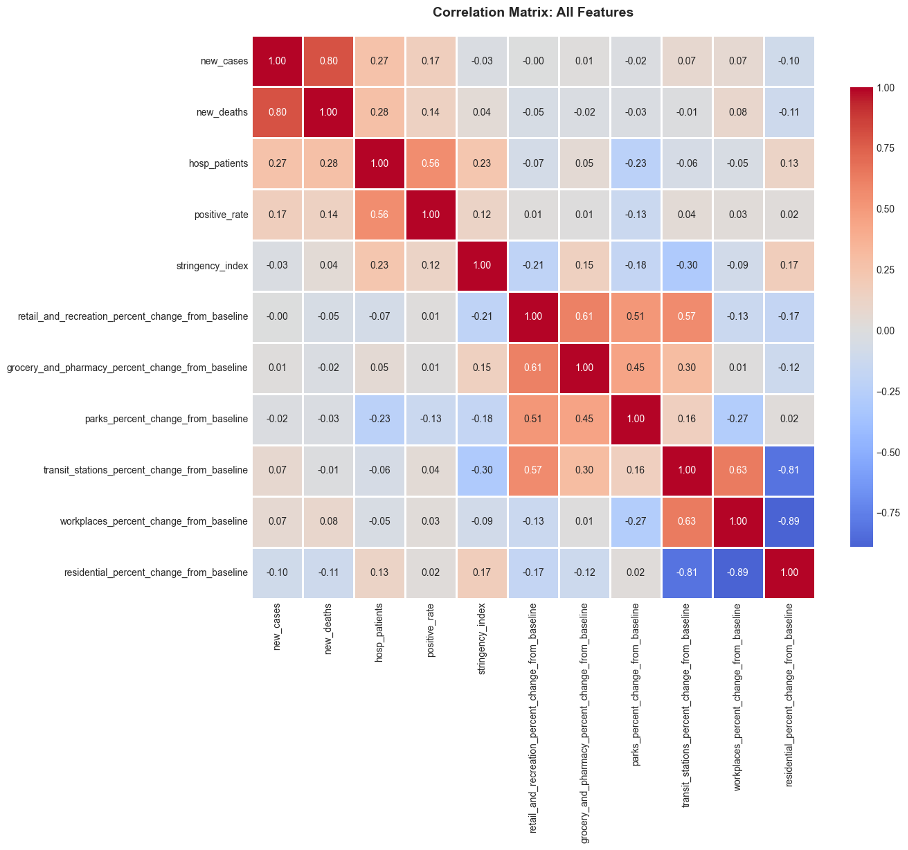 Correlation Matrix: All Features
new_cases 1.00 0.80 0.27 0.17 -0.03 -0.00 0.01 -0.02 0.07 0.07 -0.10
new_deaths 0.80 1.00 0.28 0.14 0.04 -0.05 -0.02 -0.03 -0.01 0.08 -0.11
hosp_patients 0.27 0.28 1.00 0.56 0.23 -0.07 0.05 -0.23 -0.06 -0.05 0.13
positive_rate 0.17 0.14 0.56 1.00 0.12 0.01 0.01 -0.13 0.04 0.03 0.02
stringency_index -0.03 0.04 0.23 0.12 1.00 -0.21 0.15 -0.18 -0.30 -0.09 0.17
retail_and_recreation_percent_change_from_baseline -0.00 -0.05 -0.07 0.01 -0.21 1.00 0.61 0.51 0.57 -0.13 -0.17
grocery_and_pharmacy_percent_change_from_baseline 0.01 -0.02 0.05 0.01 0.15 0.61 1.00 0.45 0.30 0.01 -0.12
parks_percent_change_from_baseline -0.02 -0.03 -0.23 -0.13 -0.18 0.51 0.45 1.00 0.16 -0.27 0.02
transit_stations_percent_change_from_baseline 0.07 -0.01 -0.06 0.04 -0.30 0.57 0.30 0.16 1.00 0.63 -0.81
workplaces_percent_change_from_baseline 0.07 0.08 -0.05 0.03 -0.09 -0.13 0.01 -0.27 0.63 1.00 -0.89
residential_percent_change_from_baseline -0.10 -0.11 0.13 0.02 0.17 -0.17 -0.12 0.02 -0.81 -0.89 1.00
new_cases
new_deaths
hosp_patients
positive_rate
stringency_index
retail_and_recreation_percent_change_from_baseline
grocery_and_pharmacy_percent_change_from_baseline
parks_percent_change_from_baseline
transit_stations_percent_change_from_baseline
workplaces_percent_change_from_baseline
residential_percent_change_from_baseline
1.00
0.75
0.50
0.25
0.00
−0.25
−0.50
−0.75